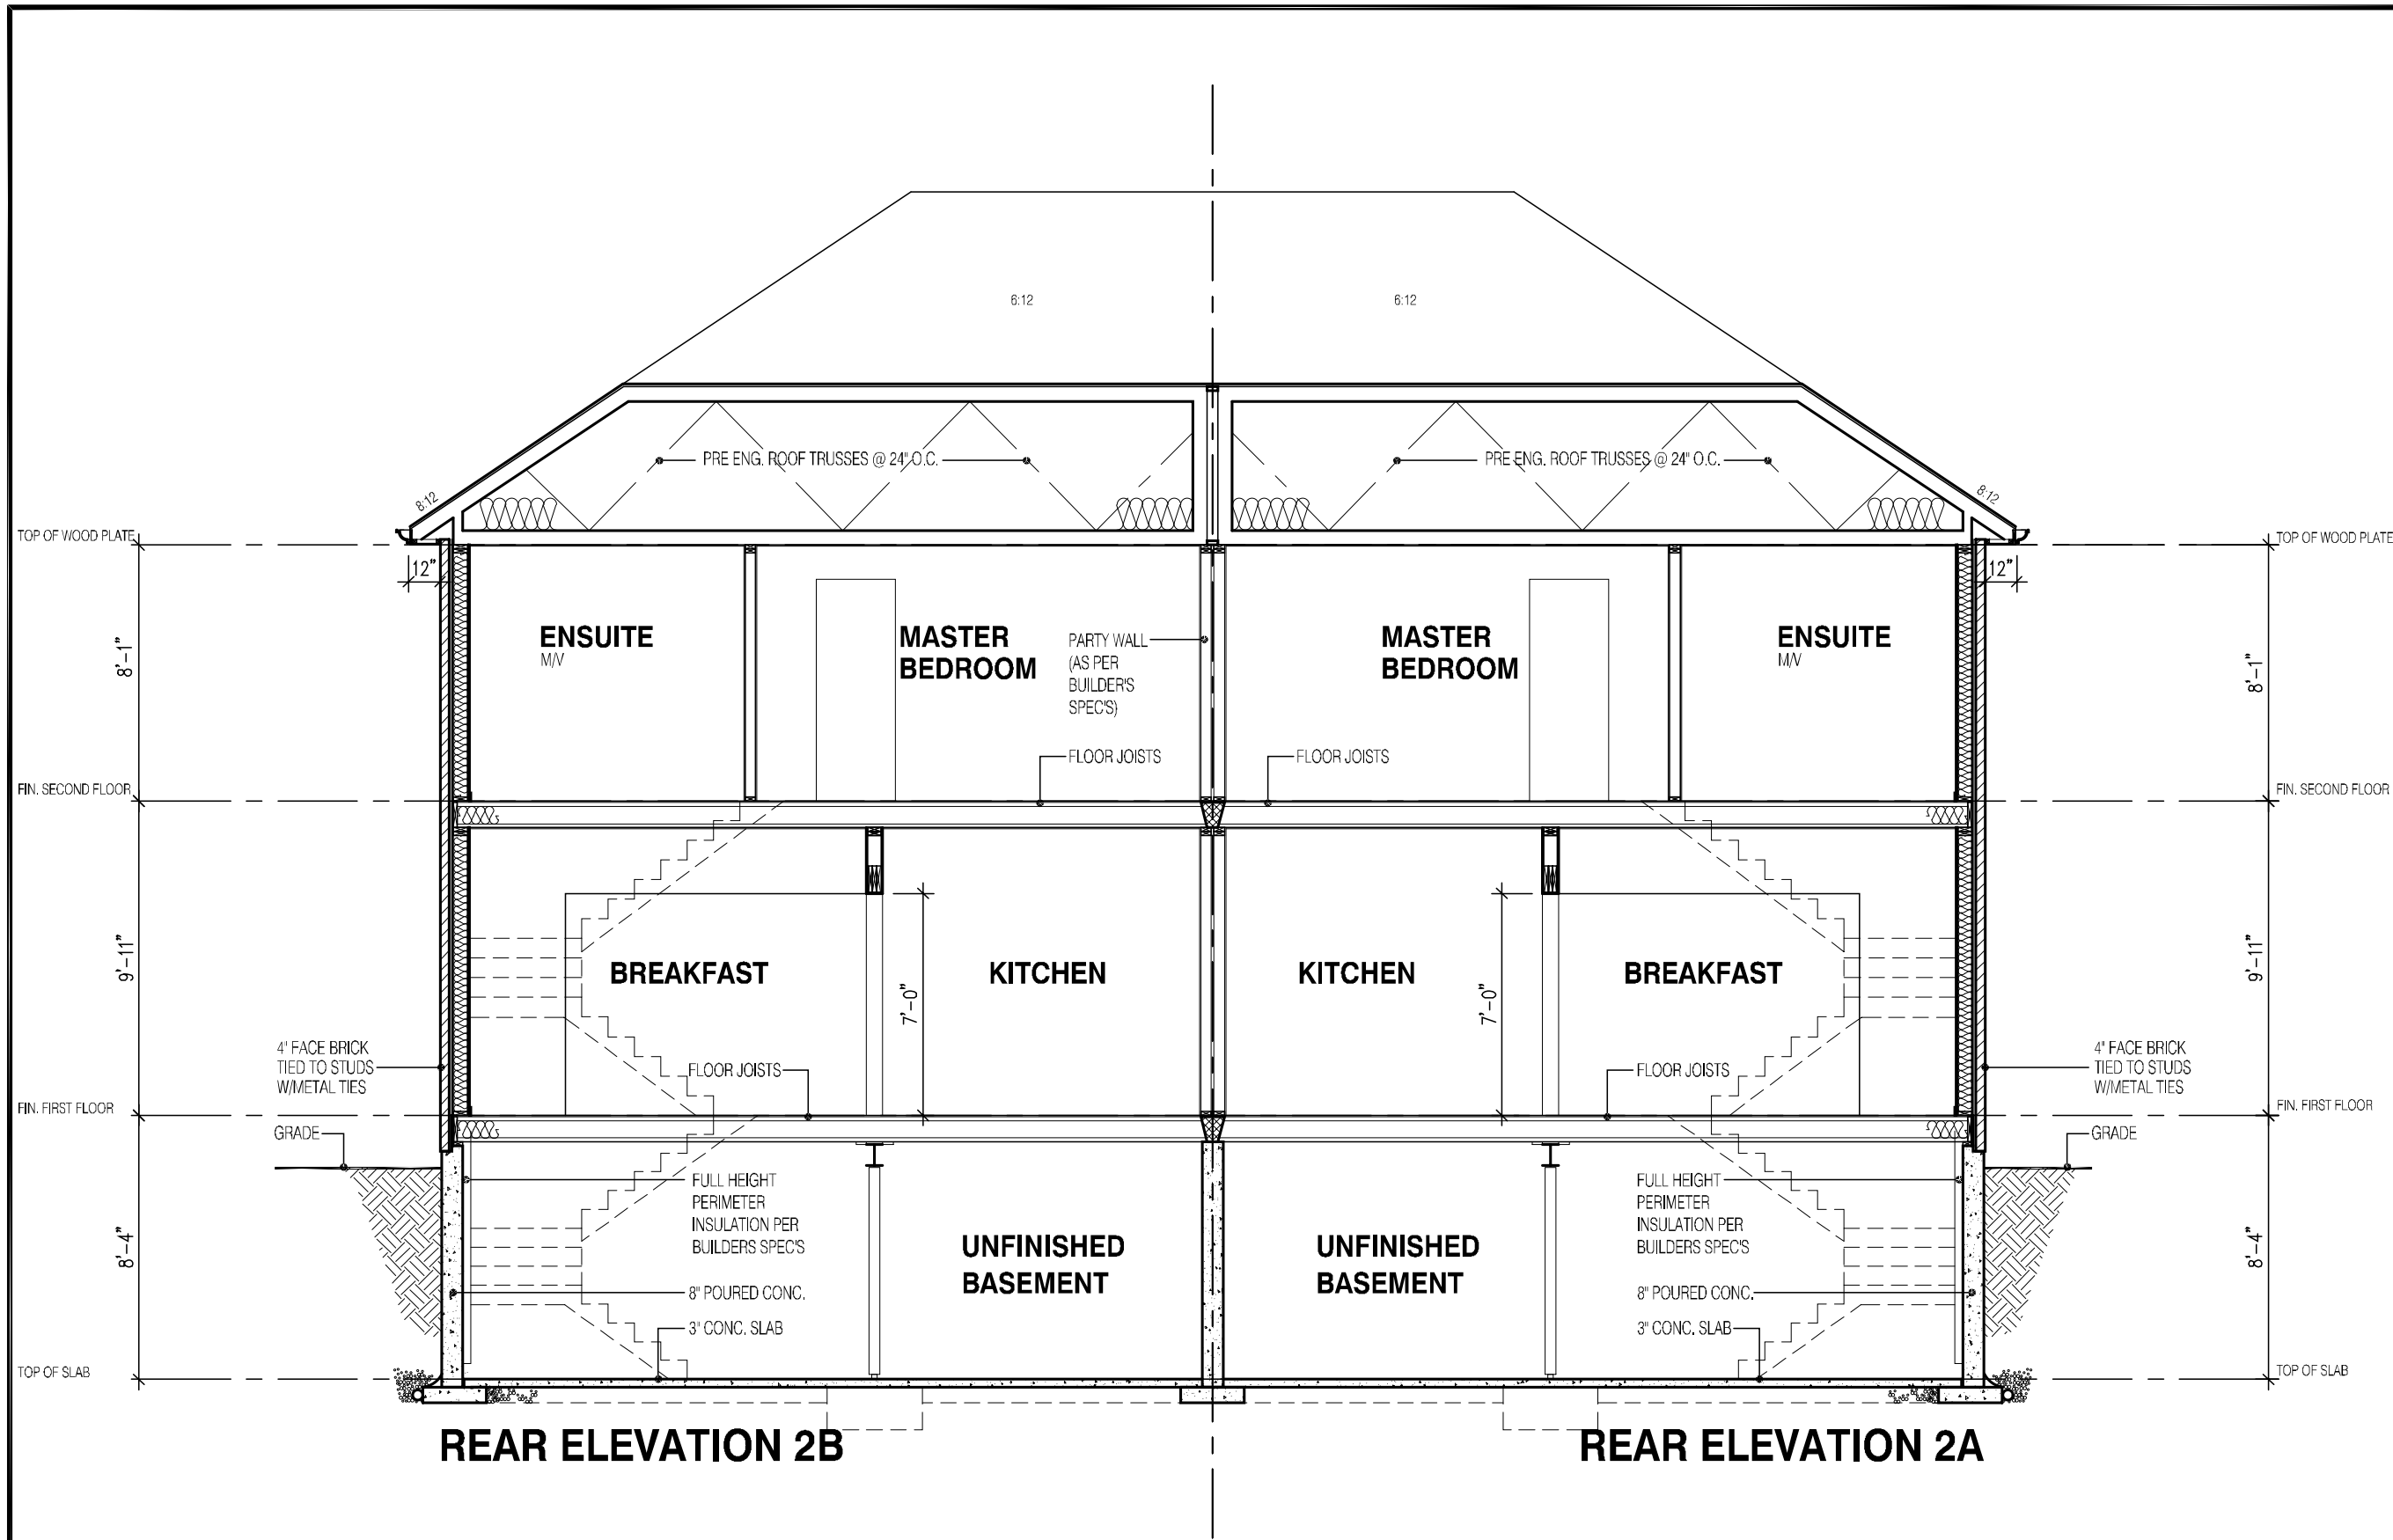 6:12 6:12
PRE ENG. ROOF TRUSSES @ 24" O.C. PRE ENG. ROOF TRUSSES @ 24" O.C.
8:12 8:12
TOP OF WOOD PLATE TOP OF WOOD PLATE
12" 12"
ENSUITE MASTER PARTY WALL MASTER ENSUITE
M/V BEDROOM (AS PER BEDROOM M/V
BUILDER'S
SPEC'S)
8'-1" 8'-1"
FLOOR JOISTS FLOOR JOISTS
FIN. SECOND FLOOR FIN. SECOND FLOOR
9'-11" BREAKFAST KITCHEN KITCHEN BREAKFAST 9'-11"
7'-0" 7'-0"
4" FACE BRICK 4" FACE BRICK
TIED TO STUDS FLOOR JOISTS FLOOR JOISTS TIED TO STUDS
W/METAL TIES W/METAL TIES
FIN. FIRST FLOOR FIN. FIRST FLOOR
GRADE GRADE
FULL HEIGHT FULL HEIGHT
PERIMETER PERIMETER
INSULATION PER INSULATION PER
BUILDERS SPEC'S BUILDERS SPEC'S
8'-4" UNFINISHED UNFINISHED 8'-4"
BASEMENT BASEMENT
8" POURED CONC. 8" POURED CONC.
3" CONC. SLAB 3" CONC. SLAB
TOP OF SLAB TOP OF SLAB
REAR ELEVATION 2B REAR ELEVATION 2A